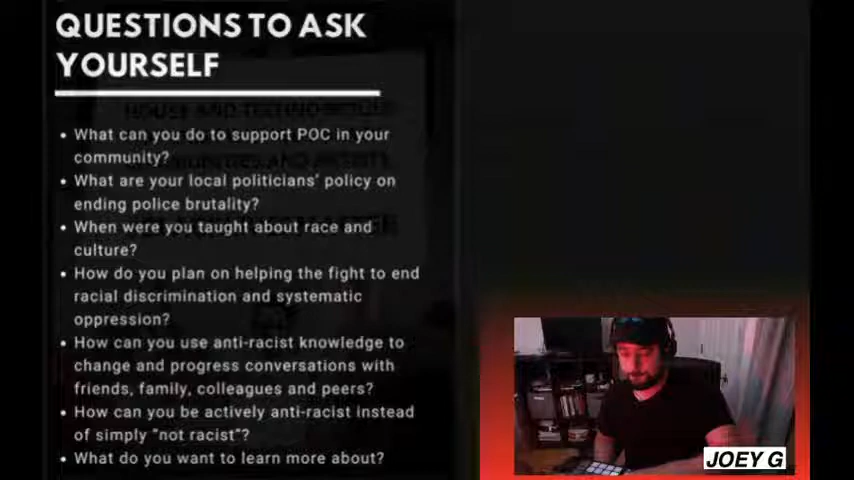 QUESTIONS TO ASK
YOURSELF
• What can you do to support POC in your
community?
• What are your local politicians' policy on
ending police brutality?
• When were you taught about race and
culture?
• How do you plan on helping the fight to end
racial discrimination and systematic
oppression?
• How can you use anti-racist knowledge to
change and progress conversations with
friends, family, colleagues and peers?
• How can you be actively anti-racist instead
of simply "not racist"?
• What do you want to learn more about?
HOUSE AND TECHNO MUSIC
JOEY G